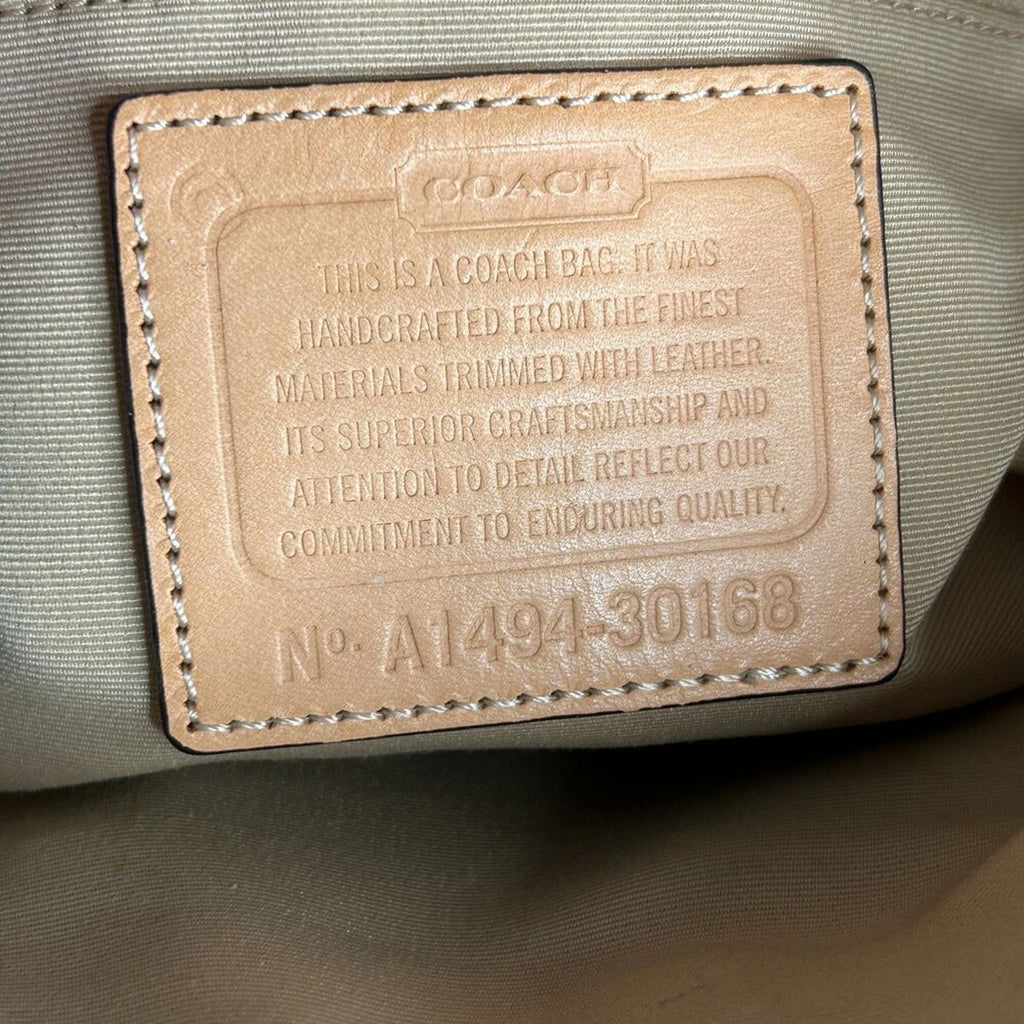 COACH
THIS IS A COACH BAG. IT WAS
HANDCRAFTED FROM THE FINEST
MATERIALS TRIMMED WITH LEATHER.
ITS SUPERIOR CRAFTSMANSHIP AND
ATTENTION TO DETAIL REFLECT OUR
COMMITMENT TO ENDURING QUALITY.
No. A1494-30168